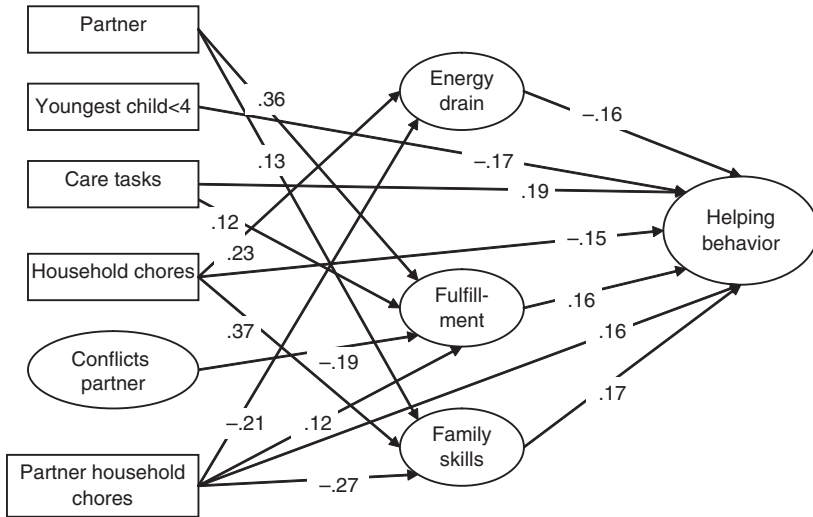 Partner
Youngest child<4
Care tasks
Household chores
Conflicts
partner
Partner household
chores
Energy
drain
Fulfill-
ment
Family
skills
Helping
behavior
.36
.13
.12
.23
.37
–.19
–.21
.12
–.27
–.16
–.17
.19
–.15
.16
.16
.17